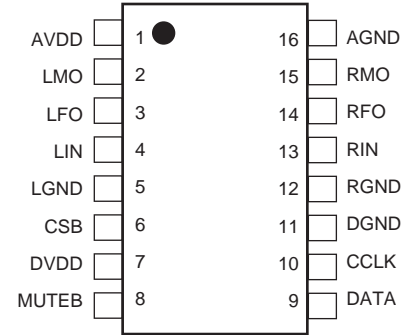 AVDD 1 16 AGND
LMO 2 15 RMO
LFO 3 14 RFO
LIN 4 13 RIN
LGND 5 12 RGND
CSB 6 11 DGND
DVDD 7 10 CCLK
MUTEB 8 9 DATA